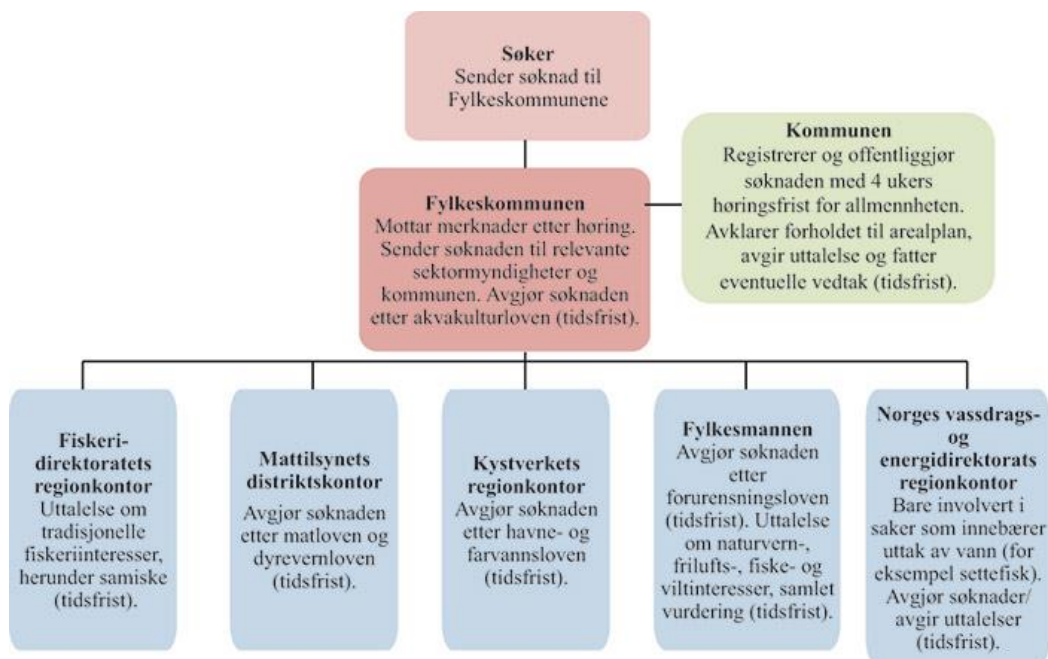 Søker
Sender søknad til
Fylkeskommunene
Kommunen
Registrerer og offentliggjør
søknaden med 4 ukers
høringsfrist for allmennheten.
Avklarer forholdet til arealplan,
avgir uttalelse og fatter
eventuelle vedtak (tidsfrist).
Fylkeskommunen
Mottar merknader etter høring.
Sender søknaden til relevante
sektormyndigheter og
kommunen. Avgjør søknaden
etter akvakulturloven (tidsfrist).
Fiskeri-
direktoratets
regionkontor
Uttalelse om
tradisjonelle
fiskeriinteresser,
herunder samiske
(tidsfrist).
Mattilsynets
distriktskontor
Avgjør søknaden
etter matloven og
dyrevernloven
(tidsfrist).
Kystverkets
regionkontor
Avgjør søknaden
etter havne- og
farvannsloven
(tidsfrist).
Fylkesmannen
Avgjør søknaden
etter
forurensningsloven
(tidsfrist). Uttalelse
om naturvern-,
frilufts-, fiske- og
viltinteresser, samlet
vurdering (tidsfrist).
Norges vassdrags-
og
energidirektorats
regionkontor
Bare involvert i
saker som innebærer
uttak av vann (for
eksempel settefisk).
Avgjør søknader/
avgir uttalelser
(tidsfrist).